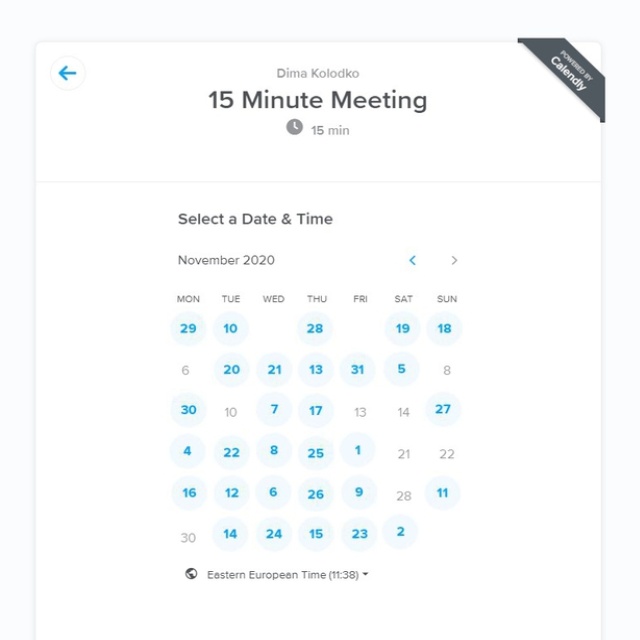 Dima Kolodko
15 Minute Meeting
15 min
POWERED BY
Calendly
Select a Date & Time
November 2020
MON TUE WED THU FRI SAT SUN
29 10 28 19 18
6 20 21 13 31 5 8
30 10 7 17 13 14 27
4 22 8 25 1 21 22
16 12 6 26 9 28 11
30 14 24 15 23 2
Eastern European Time (11:38)